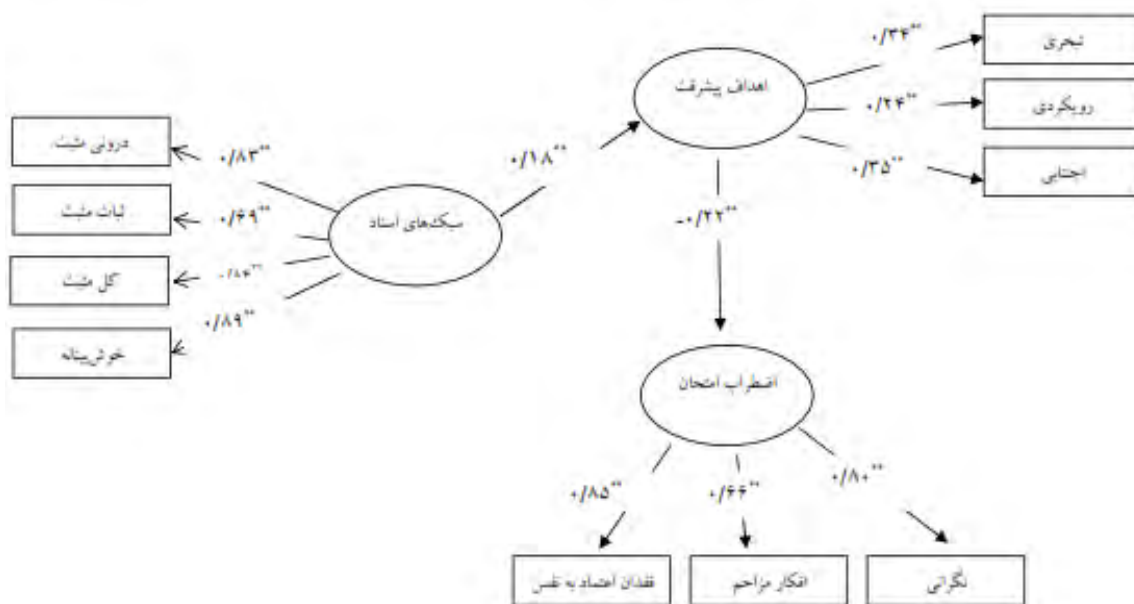 ۰/۳۴**
تبحری
اهداف پیشرفت
۰/۲۴**
رویکردی
درونی مثبت
۰/۸۳**
۰/۱۸**
۰/۳۵**
اجتنابی
ثبات مثبت
۰/۶۹**
سبک‌های اسناد
-۰/۲۲**
کل مثبت
۰/۸۴**
خوش‌بینانه
۰/۸۹**
اضطراب امتحان
۰/۸۵**
۰/۶۶**
۰/۸۰**
فقدان اعتماد به نفس
افکار مزاحم
نگرانی